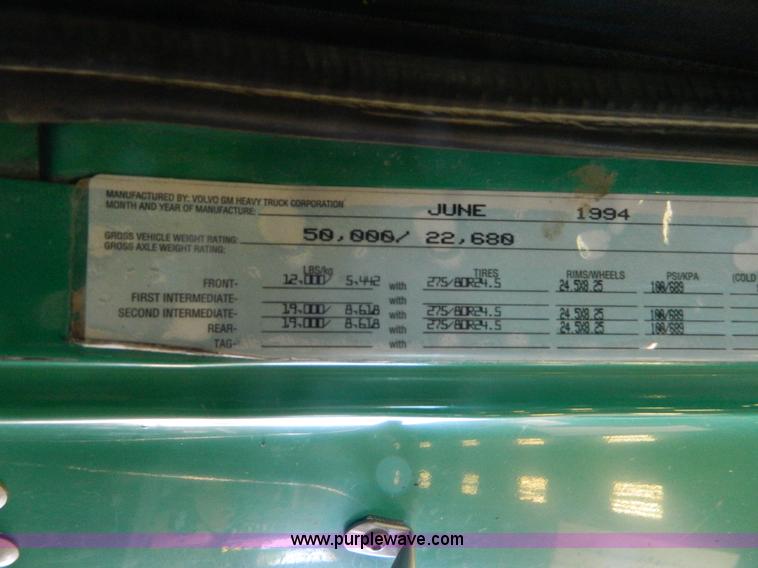 MANUFACTURED BY: VOLVO GM HEAVY TRUCK CORPORATION
MONTH AND YEAR OF MANUFACTURE: JUNE 1994
GROSS VEHICLE WEIGHT RATING: 50,000/ 22,680
GROSS AXLE WEIGHT RATING:
LBS/kg TIRES RIMS/WHEELS PSI/KPA (COLD
FRONT- 12,000/ 5,442 with 275/80R24.5 24.5X8.25 100/689
FIRST INTERMEDIATE- with
SECOND INTERMEDIATE- 19,000/ 8,618 with 275/80R24.5 24.5X8.25 100/689
REAR- 19,000/ 8,618 with 275/80R24.5 24.5X8.25 100/689
TAG- with
www.purplewave.com